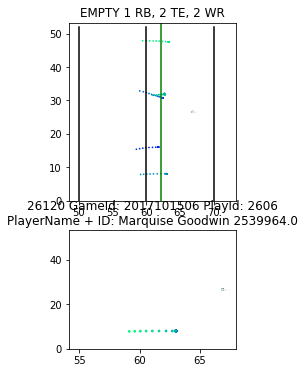 EMPTY 1 RB, 2 TE, 2 WR
50
40
30
20
10
0
50 55 60 65 70
26120 GameId: 2017101506 PlayId: 2606
PlayerName + ID: Marquise Goodwin 2539964.0
40
20
0
55 60 65